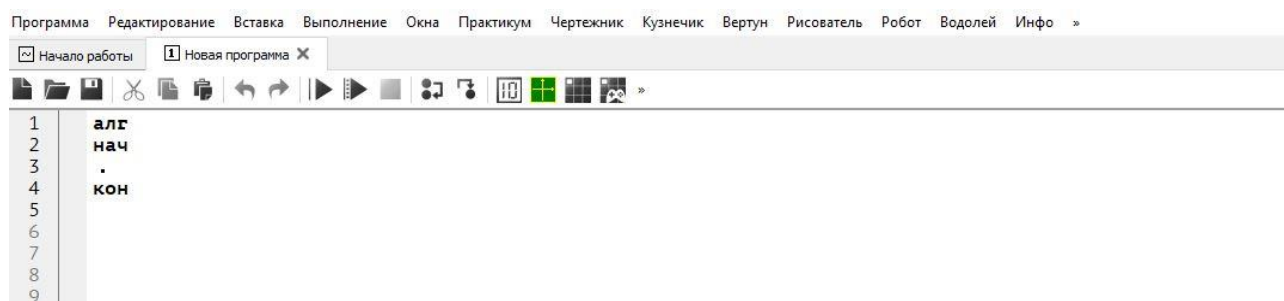 Программа Редактирование Вставка Выполнение Окна Практикум Чертежник Кузнечик Вертун Рисователь Робот Водолей Инфо »
Начало работы 1 Новая программа
10 »
1 алг
2 нач
3 .
4 кон
5
6
7
8
9